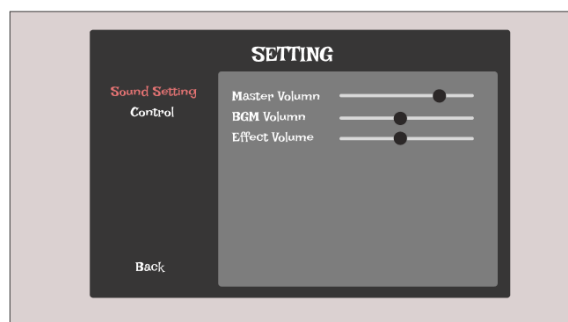 SETTING
Sound Setting
Control
Master Volumn
BGM Volumn
Effect Volume
Back